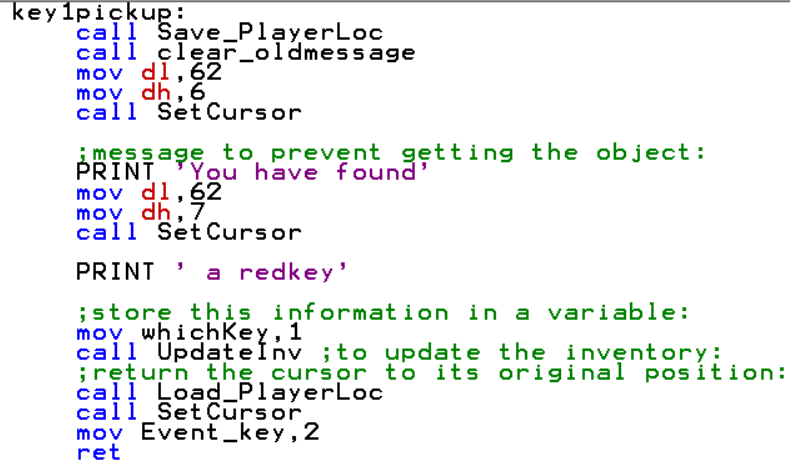 key1pickup:
call Save_PlayerLoc
call clear_oldmessage
mov dl,62
mov dh,6
call SetCursor
;message to prevent getting the object:
PRINT 'You have found'
mov dl,62
mov dh,7
call SetCursor
PRINT ' a redkey'
;store this information in a variable:
mov whichKey,1
call UpdateInv ;to update the inventory:
;return the cursor to its original position:
call Load_PlayerLoc
call SetCursor
mov Event_key,2
ret